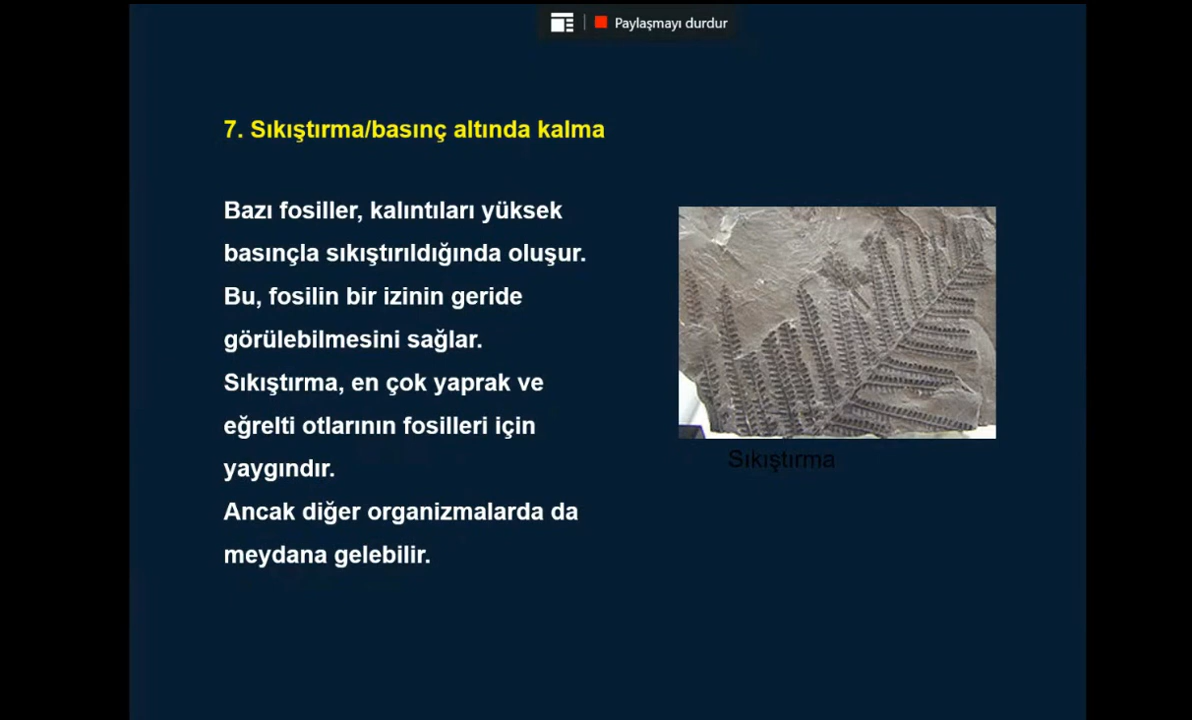 Paylaşmayı durdur
7. Sıkıştırma/basınç altında kalma
Bazı fosiller, kalıntıları yüksek
basınçla sıkıştırıldığında oluşur.
Bu, fosilin bir izinin geride
görülebilmesini sağlar.
Sıkıştırma, en çok yaprak ve
eğrelti otlarının fosilleri için
yaygındır.
Ancak diğer organizmalarda da
meydana gelebilir.
Sıkıştırma